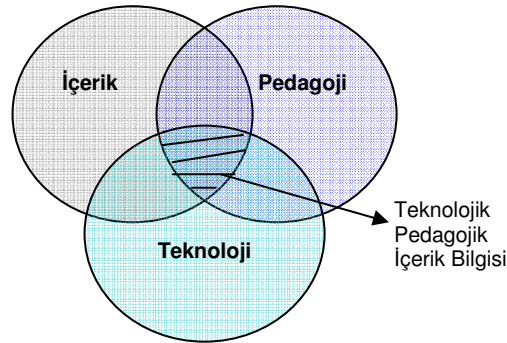 İçerik
Pedagoji
Teknoloji
Teknolojik
Pedagojik
İçerik Bilgisi